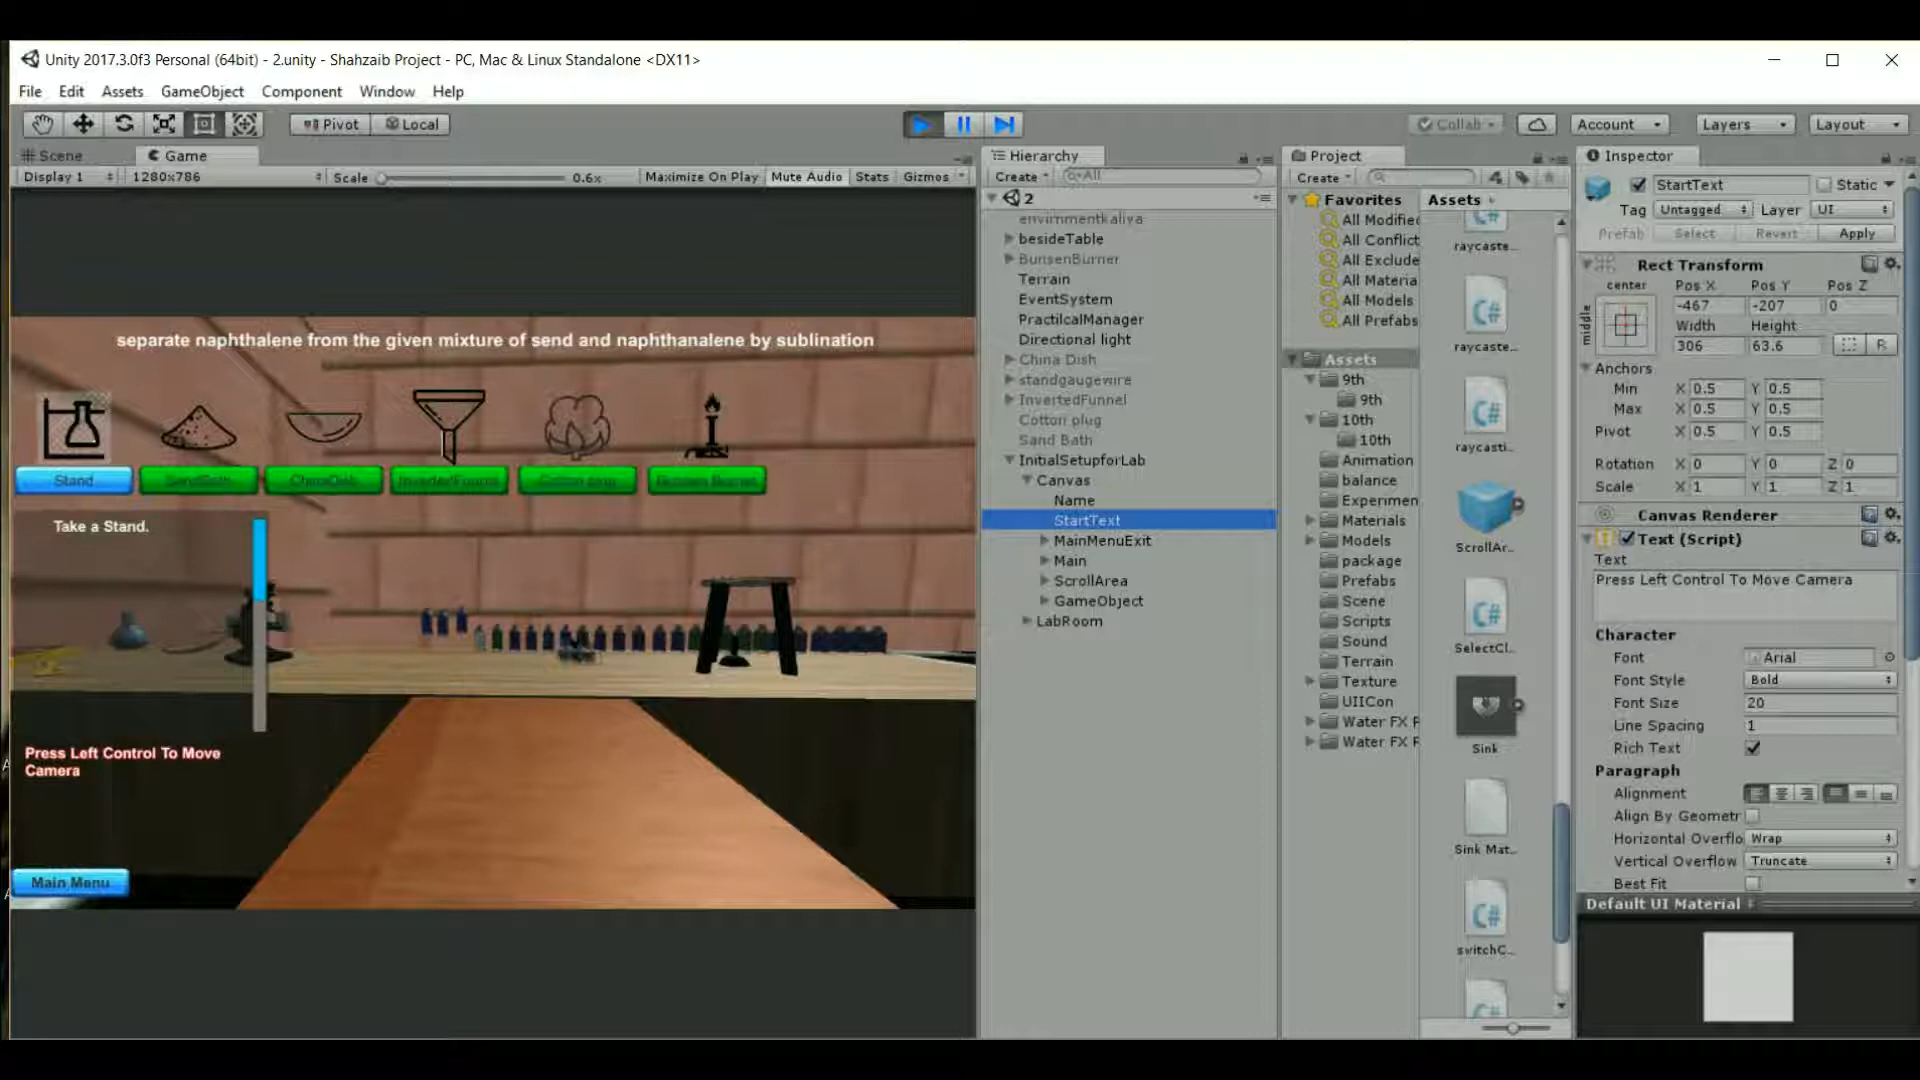 Unity 2017.3.0f3 Personal (64bit) - 2.unity - Shahzaib Project - PC, Mac & Linux Standalone <DX11>
File Edit Assets GameObject Component Window Help
Pivot Local
Collab Account Layers Layout
Scene Game
Display 1 1280x786 Scale 0.6x Maximize On Play Mute Audio Stats Gizmos
separate naphthalene from the given mixture of send and naphthanalene by sublination
Stand
Take a Stand.
Press Left Control To Move
Camera
Main Menu
Hierarchy
Create All
2
envirnmentkaliya
besideTable
BunsenBurner
Terrain
EventSystem
PractilcalManager
Directional light
China Dish
standgaugewire
InvertedFunnel
Cotton plug
Sand Bath
InitialSetupforLab
Canvas
Name
StartText
MainMenuExit
Main
ScrollArea
GameObject
LabRoom
Project
Create
Favorites
All Modified
All Conflict
All Exclude
All Materia
All Models
All Prefabs
Assets
9th
9th
10th
10th
Animation
balance
Experimen
Materials
Models
package
Prefabs
Scene
Scripts
Sound
Terrain
Texture
UIICon
Water FX F
Water FX F
Assets
raycaste...
raycaste...
raycasti...
ScrollAr...
SelectCl...
Sink
Sink Mat...
switchC...
Inspector
StartText Static
Tag Untagged Layer UI
Prefab Select Revert Apply
Rect Transform
center Pos X Pos Y Pos Z
middle -467 -207 0
Width Height
306 63.6 R
Anchors
Min X 0.5 Y 0.5
Max X 0.5 Y 0.5
Pivot X 0.5 Y 0.5
Rotation X 0 Y 0 Z 0
Scale X 1 Y 1 Z 1
Canvas Renderer
Text (Script)
Text
Press Left Control To Move Camera
Character
Font Arial
Font Style Bold
Font Size 20
Line Spacing 1
Rich Text
Paragraph
Alignment
Align By Geometr
Horizontal Overflo Wrap
Vertical Overflow Truncate
Best Fit
Default UI Material